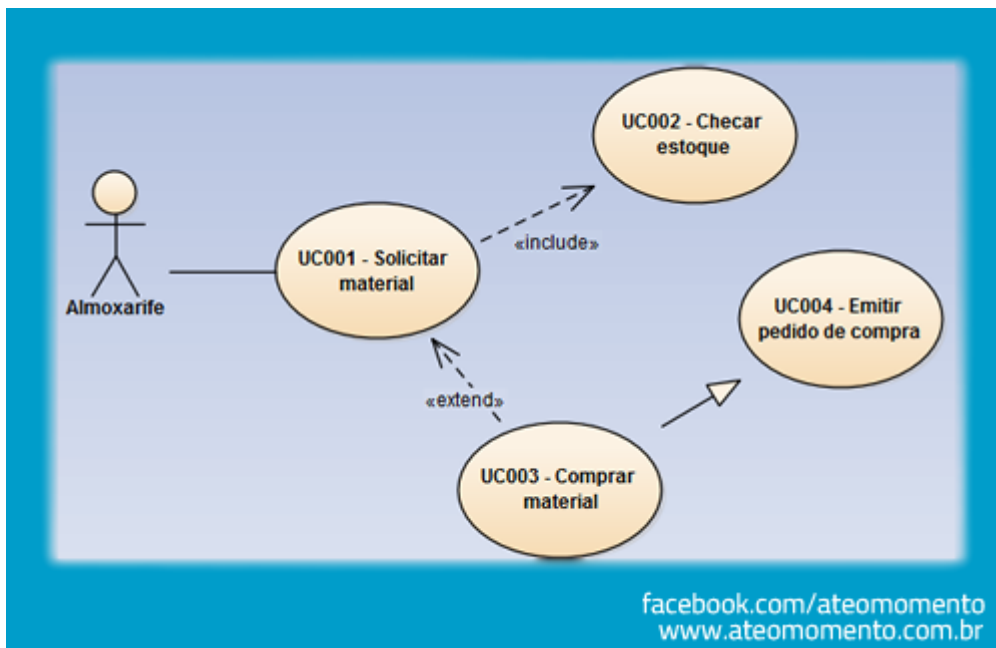 UC002 - Checar
estoque
«include»
UC001 - Solicitar
material
Almoxarife
UC004 - Emitir
pedido de compra
«extend»
UC003 - Comprar
material
facebook.com/ateomomento
www.ateomomento.com.br